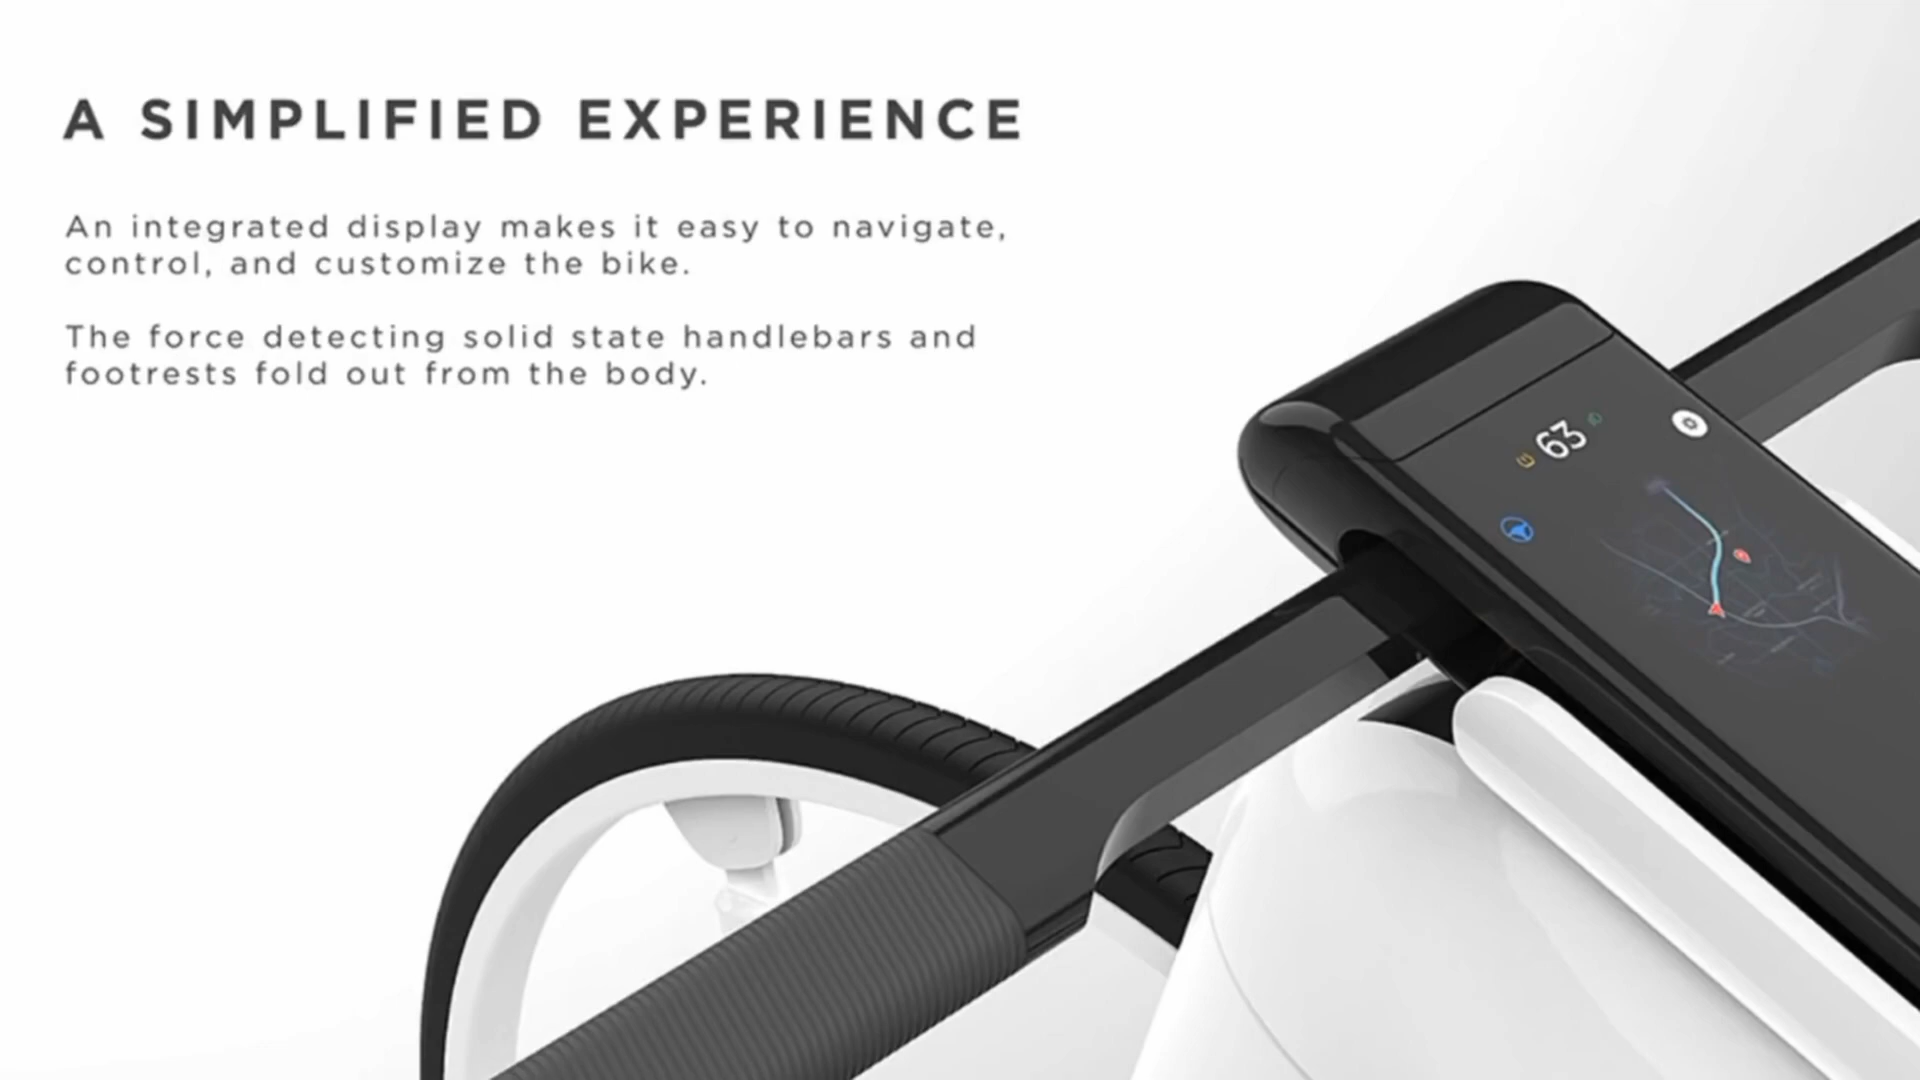 A SIMPLIFIED EXPERIENCE
An integrated display makes it easy to navigate,
control, and customize the bike.
The force detecting solid state handlebars and
footrests fold out from the body.
63